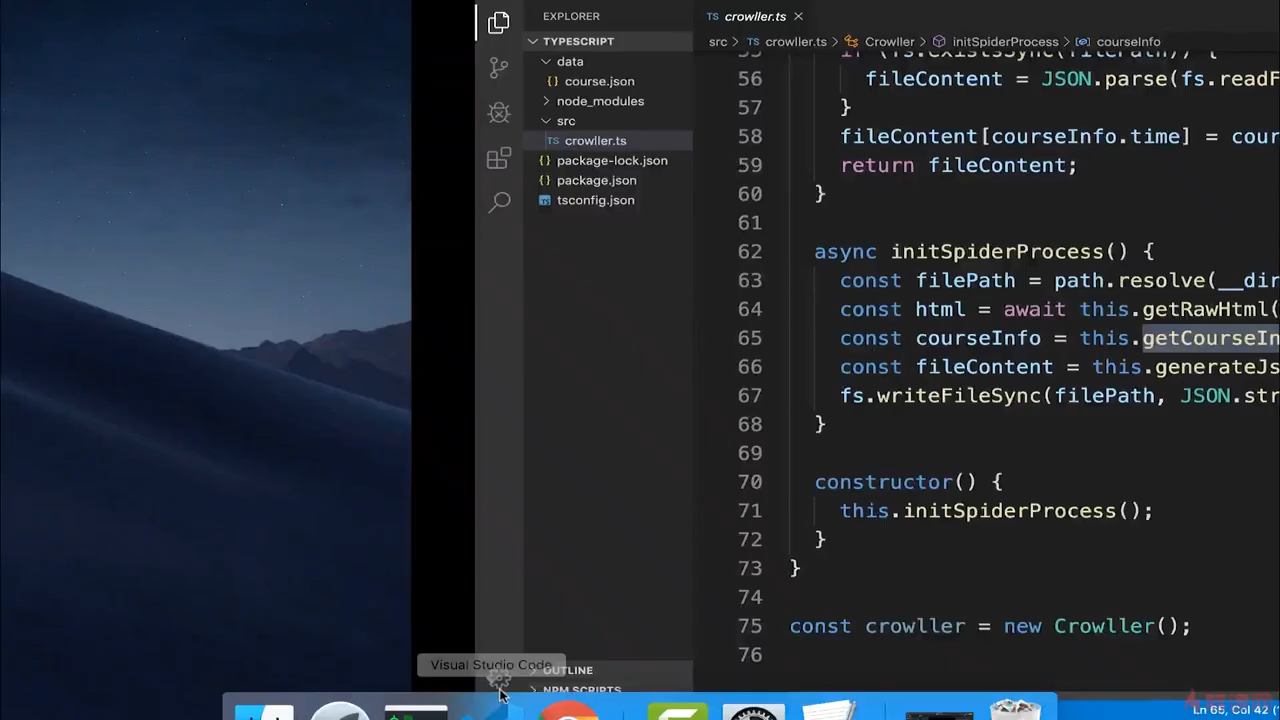 EXPLORER
TYPESCRIPT
data
course.json
node_modules
src
crowller.ts
package-lock.json
package.json
tsconfig.json
OUTLINE
NPM SCRIPTS
Visual Studio Code
TS crowller.ts ×
src > TS crowller.ts > Crowller > initSpiderProcess > courseInfo
56 fileContent = JSON.parse(fs.readF
57 }
58 fileContent[courseInfo.time] = cour
59 return fileContent;
60 }
61
62 async initSpiderProcess() {
63 const filePath = path.resolve(__dir
64 const html = await this.getRawHtml(
65 const courseInfo = this.getCourseIn
66 const fileContent = this.generateJs
67 fs.writeFileSync(filePath, JSON.str
68 }
69
70 constructor() {
71 this.initSpiderProcess();
72 }
73 }
74
75 const crowller = new Crowller();
76
Ln 65, Col 42